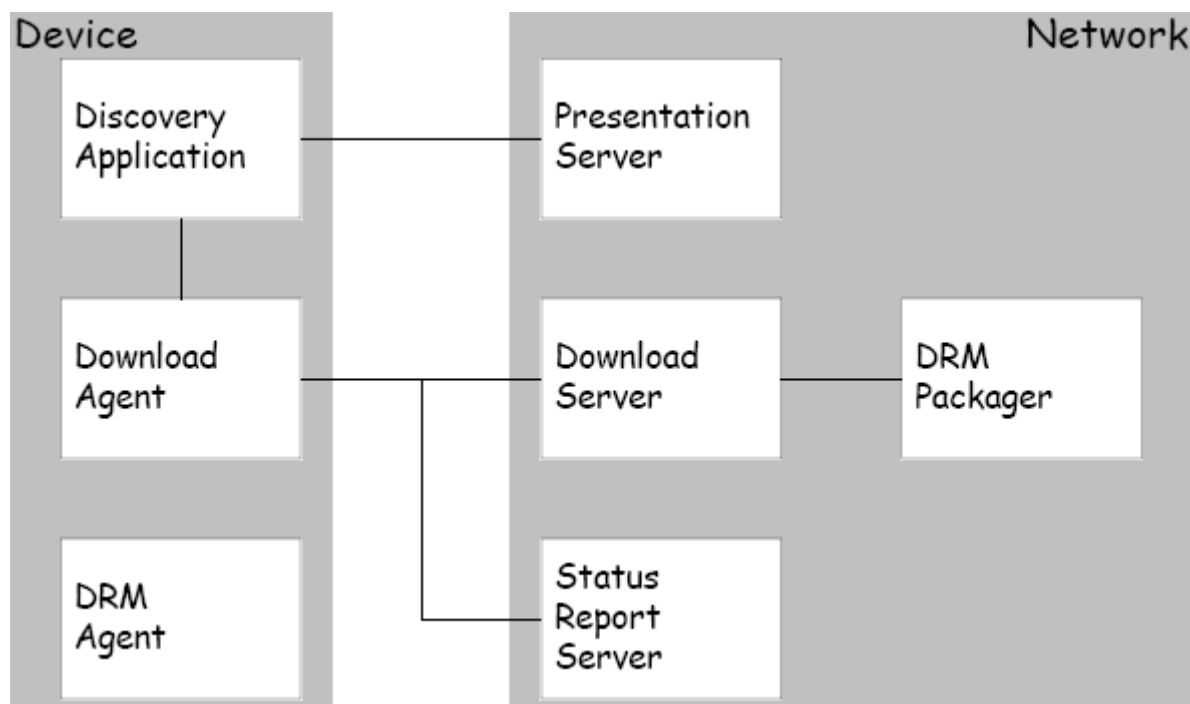 Device
Network
Discovery
Application
Presentation
Server
Download
Agent
Download
Server
DRM
Packager
DRM
Agent
Status
Report
Server